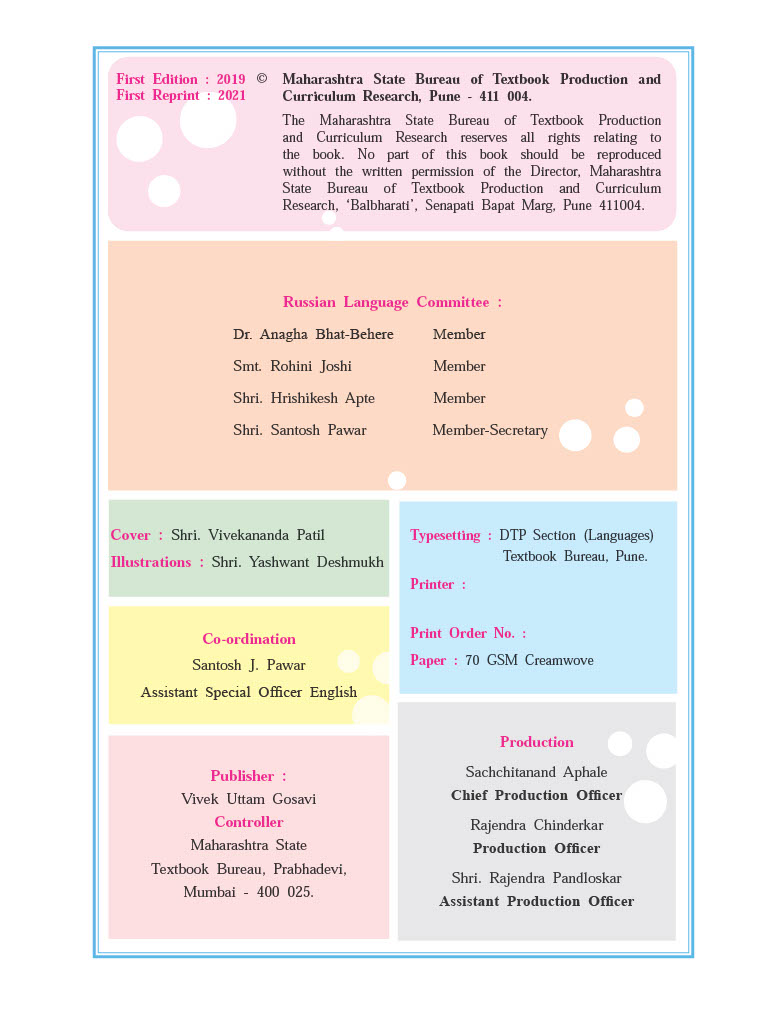 First Edition : 2019 © Maharashtra State Bureau of Textbook Production and
First Reprint : 2021 Curriculum Research, Pune - 411 004.
The Maharashtra State Bureau of Textbook Production
and Curriculum Research reserves all rights relating to
the book. No part of this book should be reproduced
without the written permission of the Director, Maharashtra
State Bureau of Textbook Production and Curriculum
Research, ‘Balbharati’, Senapati Bapat Marg, Pune 411004.
Russian Language Committee :
Dr. Anagha Bhat-Behere Member
Smt. Rohini Joshi Member
Shri. Hrishikesh Apte Member
Shri. Santosh Pawar Member-Secretary
Cover : Shri. Vivekananda Patil
Illustrations : Shri. Yashwant Deshmukh
Typesetting : DTP Section (Languages)
Textbook Bureau, Pune.
Printer :
Print Order No. :
Paper : 70 GSM Creamwove
Co-ordination
Santosh J. Pawar
Assistant Special Officer English
Publisher :
Vivek Uttam Gosavi
Controller
Maharashtra State
Textbook Bureau, Prabhadevi,
Mumbai - 400 025.
Production
Sachchitanand Aphale
Chief Production Officer
Rajendra Chinderkar
Production Officer
Shri. Rajendra Pandloskar
Assistant Production Officer